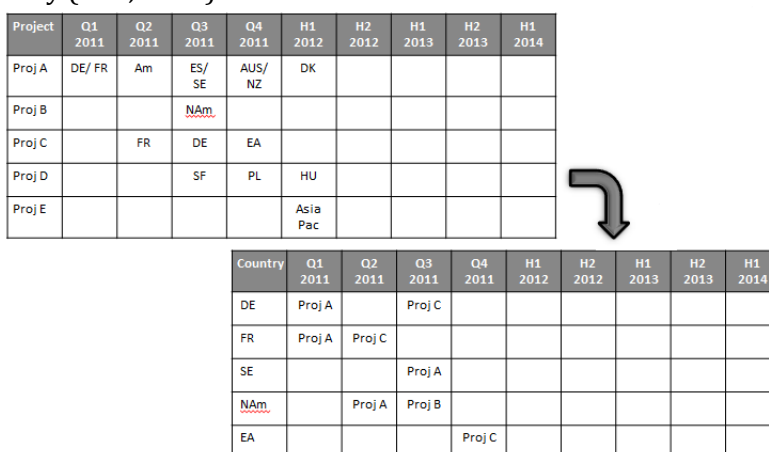 Project Q1 2011 Q2 2011 Q3 2011 Q4 2011 H1 2012 H2 2012 H1 2013 H2 2013 H1 2014
Proj A DE/ FR Am ES/ SE AUS/ NZ DK
Proj B NAm
Proj C FR DE EA
Proj D SF PL HU
Proj E Asia Pac
Country Q1 2011 Q2 2011 Q3 2011 Q4 2011 H1 2012 H2 2012 H1 2013 H2 2013 H1 2014
DE Proj A Proj C
FR Proj A Proj C
SE Proj A
NAm Proj A Proj B
EA Proj C